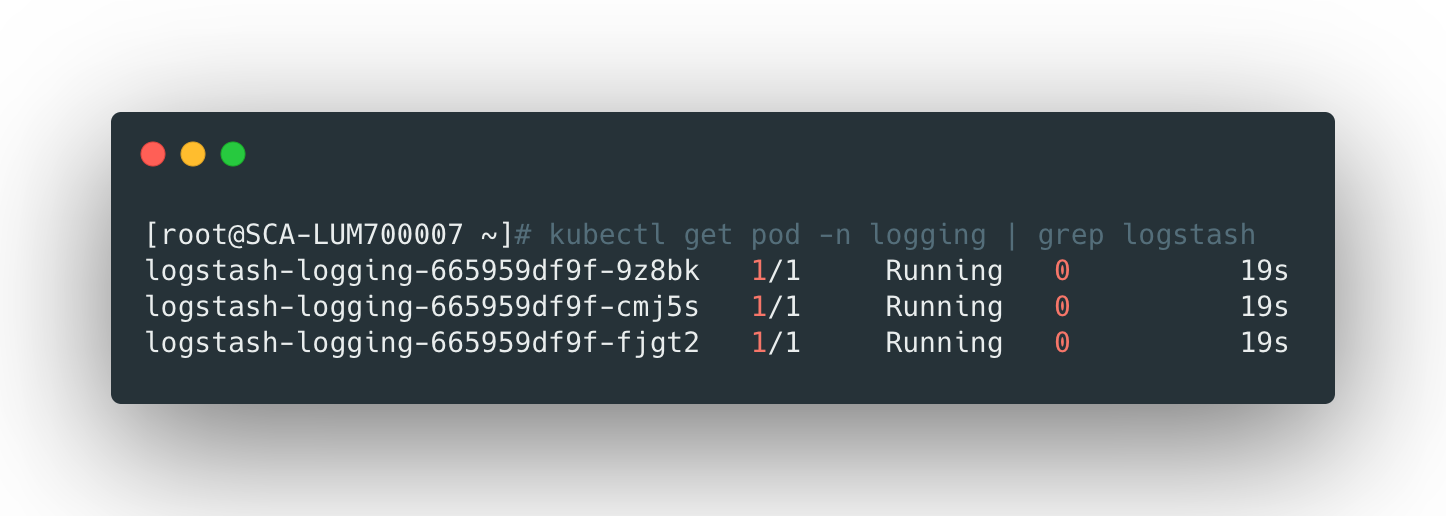 [root@SCA-LUM700007 ~]# kubectl get pod -n logging | grep logstash
logstash-logging-665959df9f-9z8bk   1/1     Running   0          19s
logstash-logging-665959df9f-cmj5s   1/1     Running   0          19s
logstash-logging-665959df9f-fjgt2   1/1     Running   0          19s